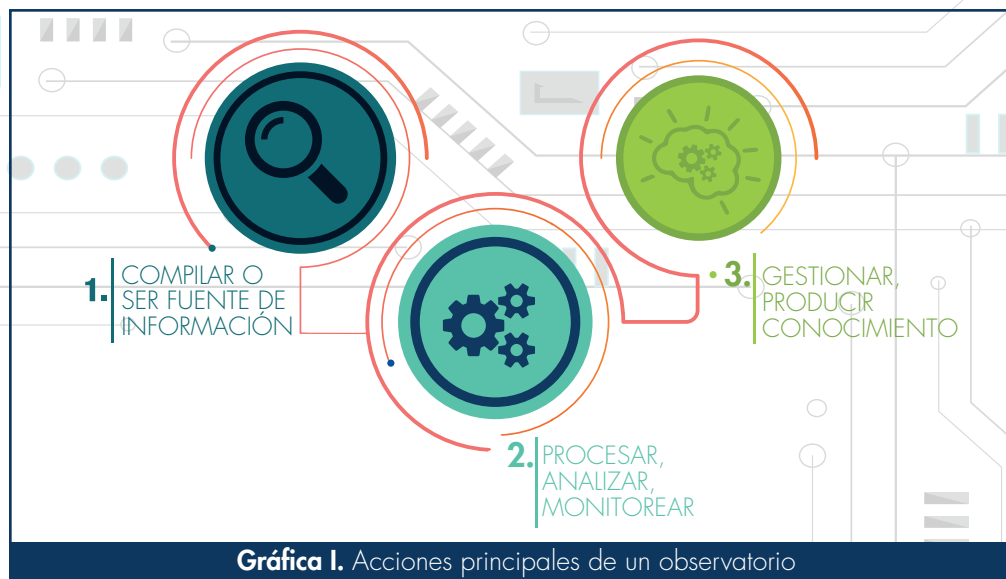 1. COMPILAR O
SER FUENTE DE
INFORMACIÓN
2. PROCESAR,
ANALIZAR,
MONITOREAR
3. GESTIONAR,
PRODUCIR
CONOCIMIENTO
Gráfica I. Acciones principales de un observatorio